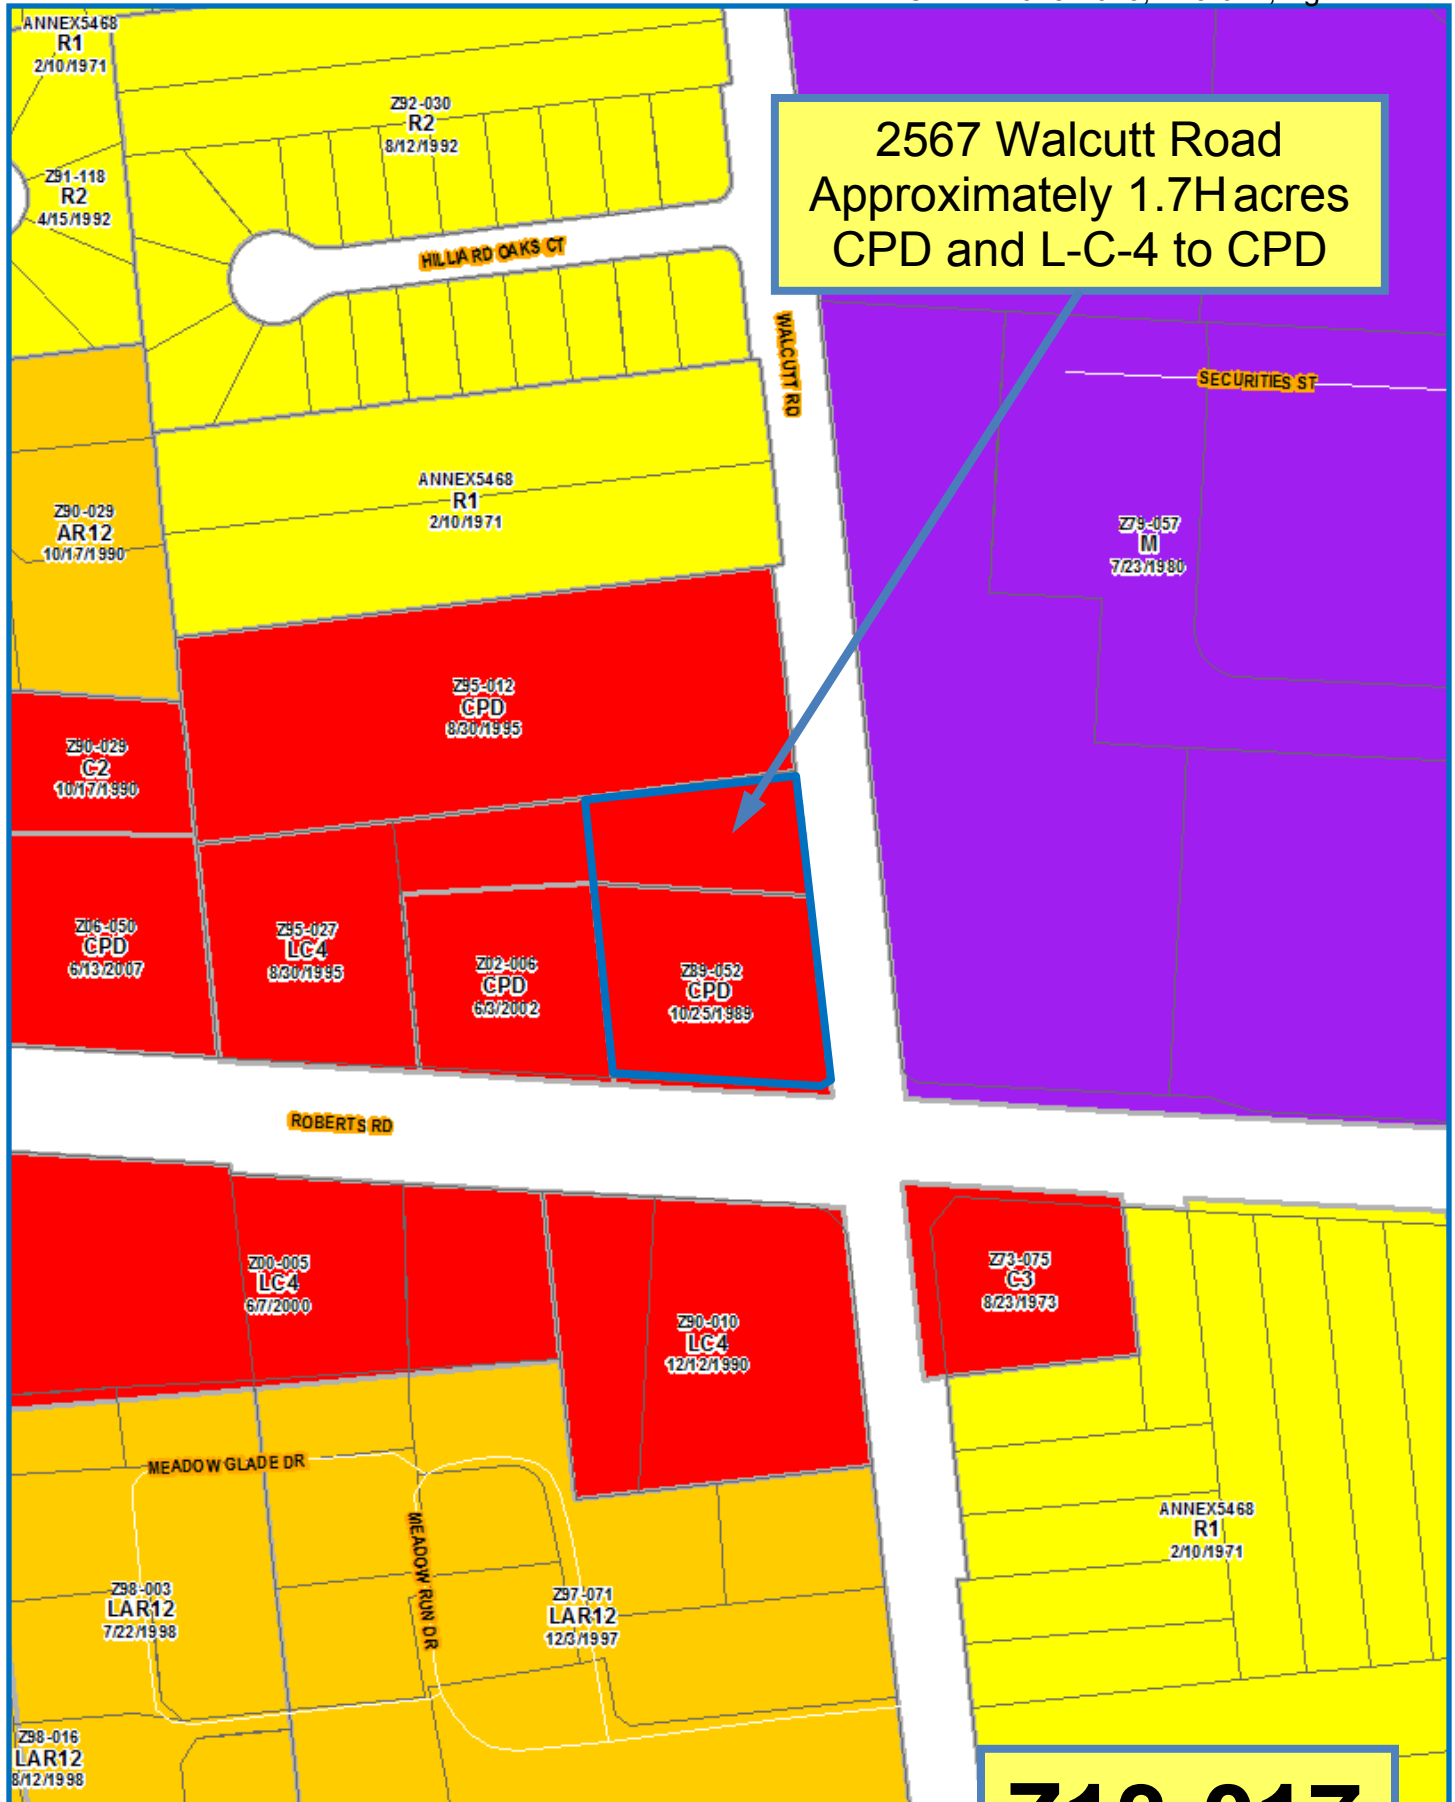 ANNEX5468
R1
2/10/1971
Z92-030
R2
8/12/1992
2567 Walcutt Road
Approximately 1.7H acres
CPD and L-C-4 to CPD
Z91-118
R2
4/15/1992
HILLIARD OAKS CT
WALCUTT RD
SECURITIES ST
ANNEX5468
R1
2/10/1971
Z90-029
AR12
10/17/1990
Z79-057
M
7/23/1980
Z95-012
CPD
8/30/1995
Z90-029
C2
10/17/1990
Z06-050
CPD
6/13/2007
Z95-027
LC4
8/30/1995
Z02-006
CPD
6/3/2002
Z89-052
CPD
10/25/1989
ROBERTS RD
Z00-005
LC4
6/7/2000
Z73-075
C3
8/23/1973
Z90-010
LC4
12/12/1990
MEADOW GLADE DR
MEADOW RUN DR
ANNEX5468
R1
2/10/1971
Z98-003
LAR12
7/22/1998
Z97-071
LAR12
12/3/1997
Z98-016
LAR12
8/12/1998